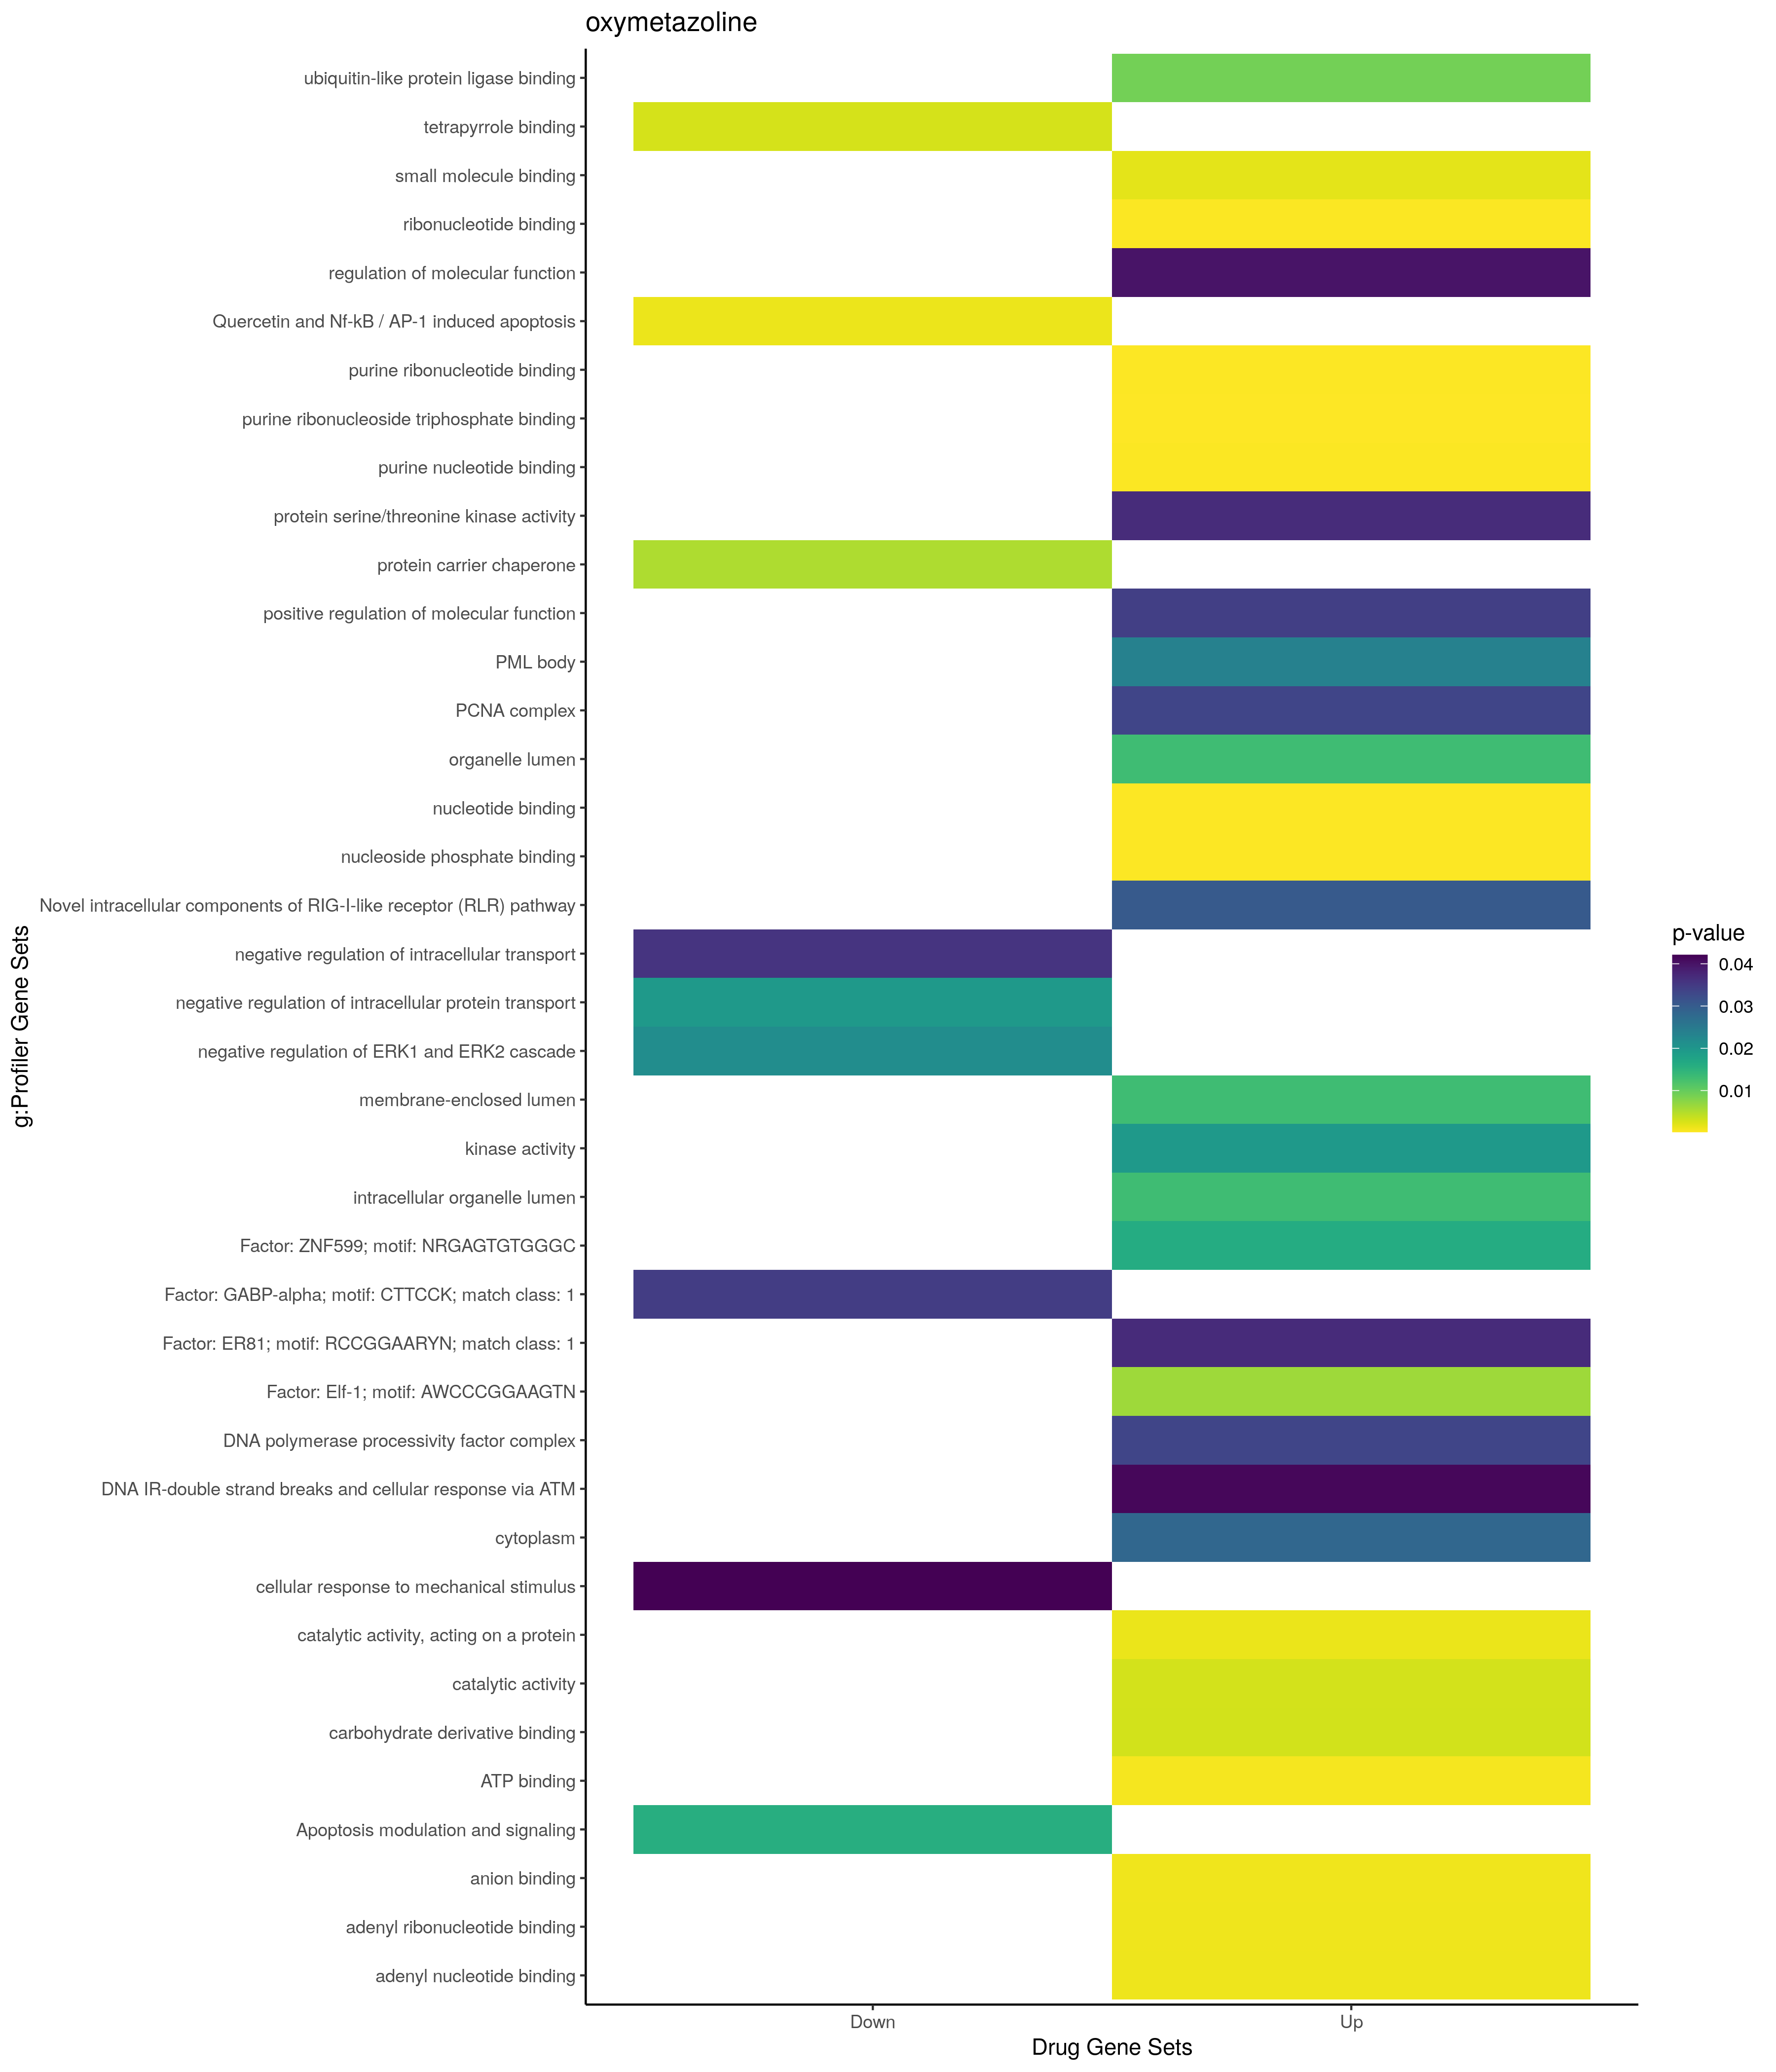 oxymetazoline
ubiquitin-like protein ligase binding
tetrapyrrole binding
small molecule binding
ribonucleotide binding
regulation of molecular function
Quercetin and Nf-kB / AP-1 induced apoptosis
purine ribonucleotide binding
purine ribonucleoside triphosphate binding
purine nucleotide binding
protein serine/threonine kinase activity
protein carrier chaperone
positive regulation of molecular function
PML body
PCNA complex
organelle lumen
nucleotide binding
nucleoside phosphate binding
Novel intracellular components of RIG-I-like receptor (RLR) pathway
negative regulation of intracellular transport
negative regulation of intracellular protein transport
negative regulation of ERK1 and ERK2 cascade
membrane-enclosed lumen
kinase activity
intracellular organelle lumen
Factor: ZNF599; motif: NRGAGTGTGGGC
Factor: GABP-alpha; motif: CTTCCK; match class: 1
Factor: ER81; motif: RCCGGAARYN; match class: 1
Factor: Elf-1; motif: AWCCCGGAAGTN
DNA polymerase processivity factor complex
DNA IR-double strand breaks and cellular response via ATM
cytoplasm
cellular response to mechanical stimulus
catalytic activity, acting on a protein
catalytic activity
carbohydrate derivative binding
ATP binding
Apoptosis modulation and signaling
anion binding
adenyl ribonucleotide binding
adenyl nucleotide binding
g:Profiler Gene Sets
Down
Up
Drug Gene Sets
p-value
0.04
0.03
0.02
0.01